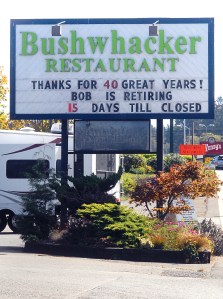 Bushwhacker
RESTAURANT
THANKS FOR 40 GREAT YEARS!
BOB IS RETIRING
15 DAYS TILL CLOSED